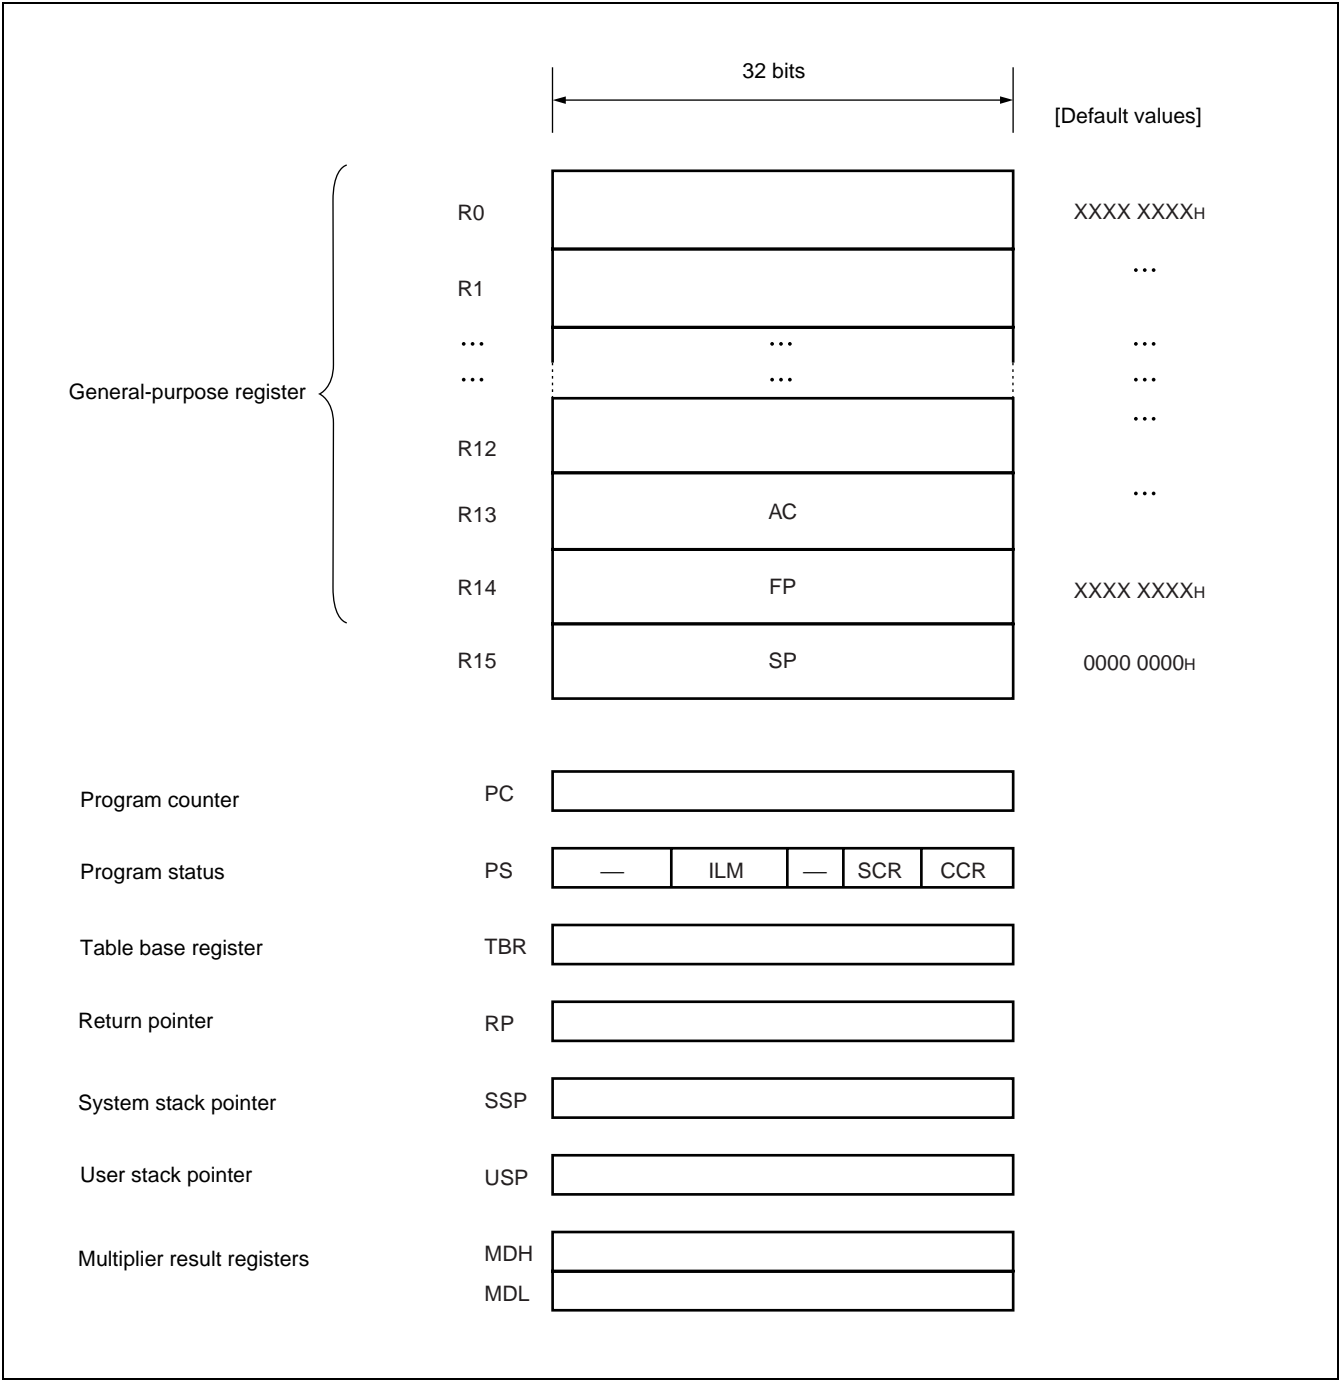 32 bits
[Default values]
R0 XXXX XXXXH
R1 ...
... ... ...
General-purpose register ... ... ...
R12 ...
R13 AC ...
R14 FP XXXX XXXXH
R15 SP 0000 0000H
Program counter PC
Program status PS — ILM — SCR CCR
Table base register TBR
Return pointer RP
System stack pointer SSP
User stack pointer USP
Multiplier result registers MDH
MDL